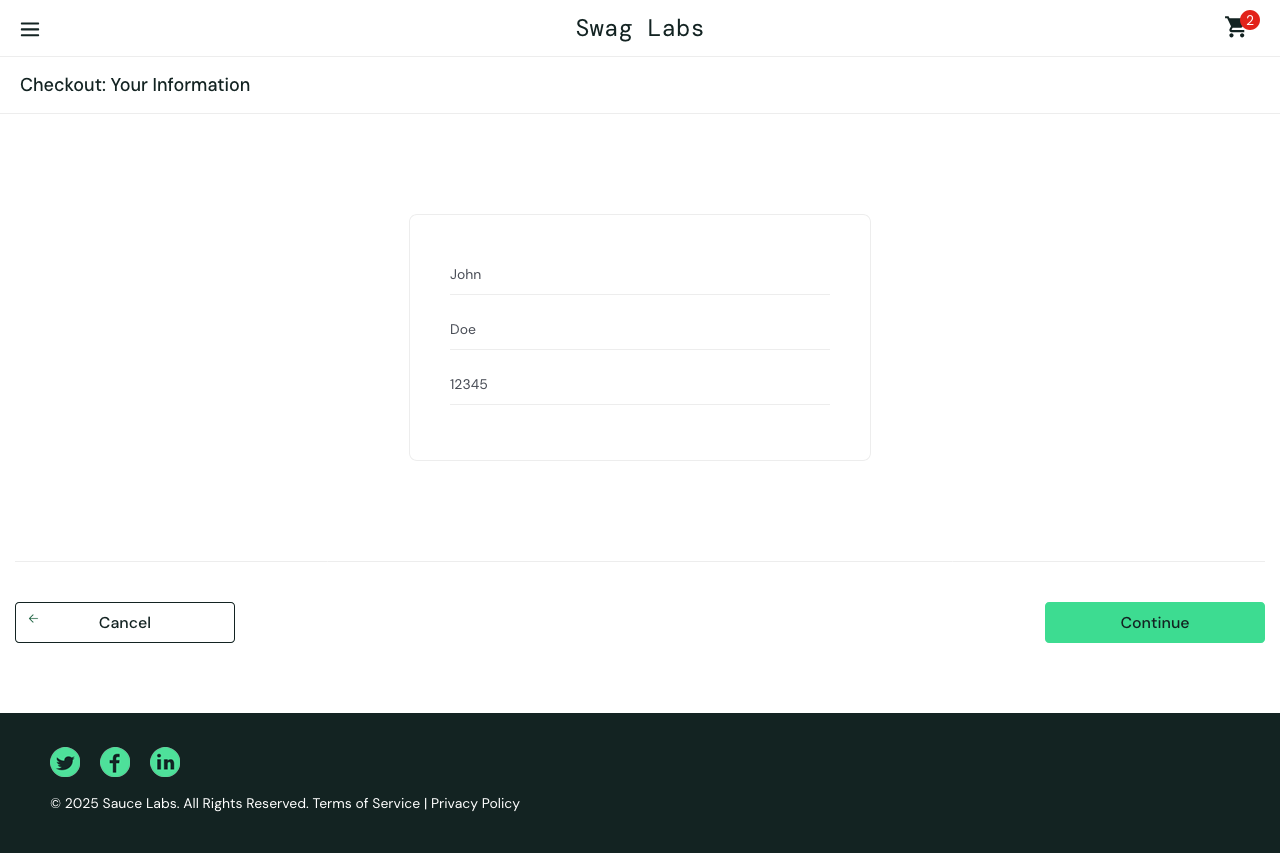 Swag Labs
2
Checkout: Your Information
John
Doe
12345
Cancel
Continue
© 2025 Sauce Labs. All Rights Reserved. Terms of Service | Privacy Policy